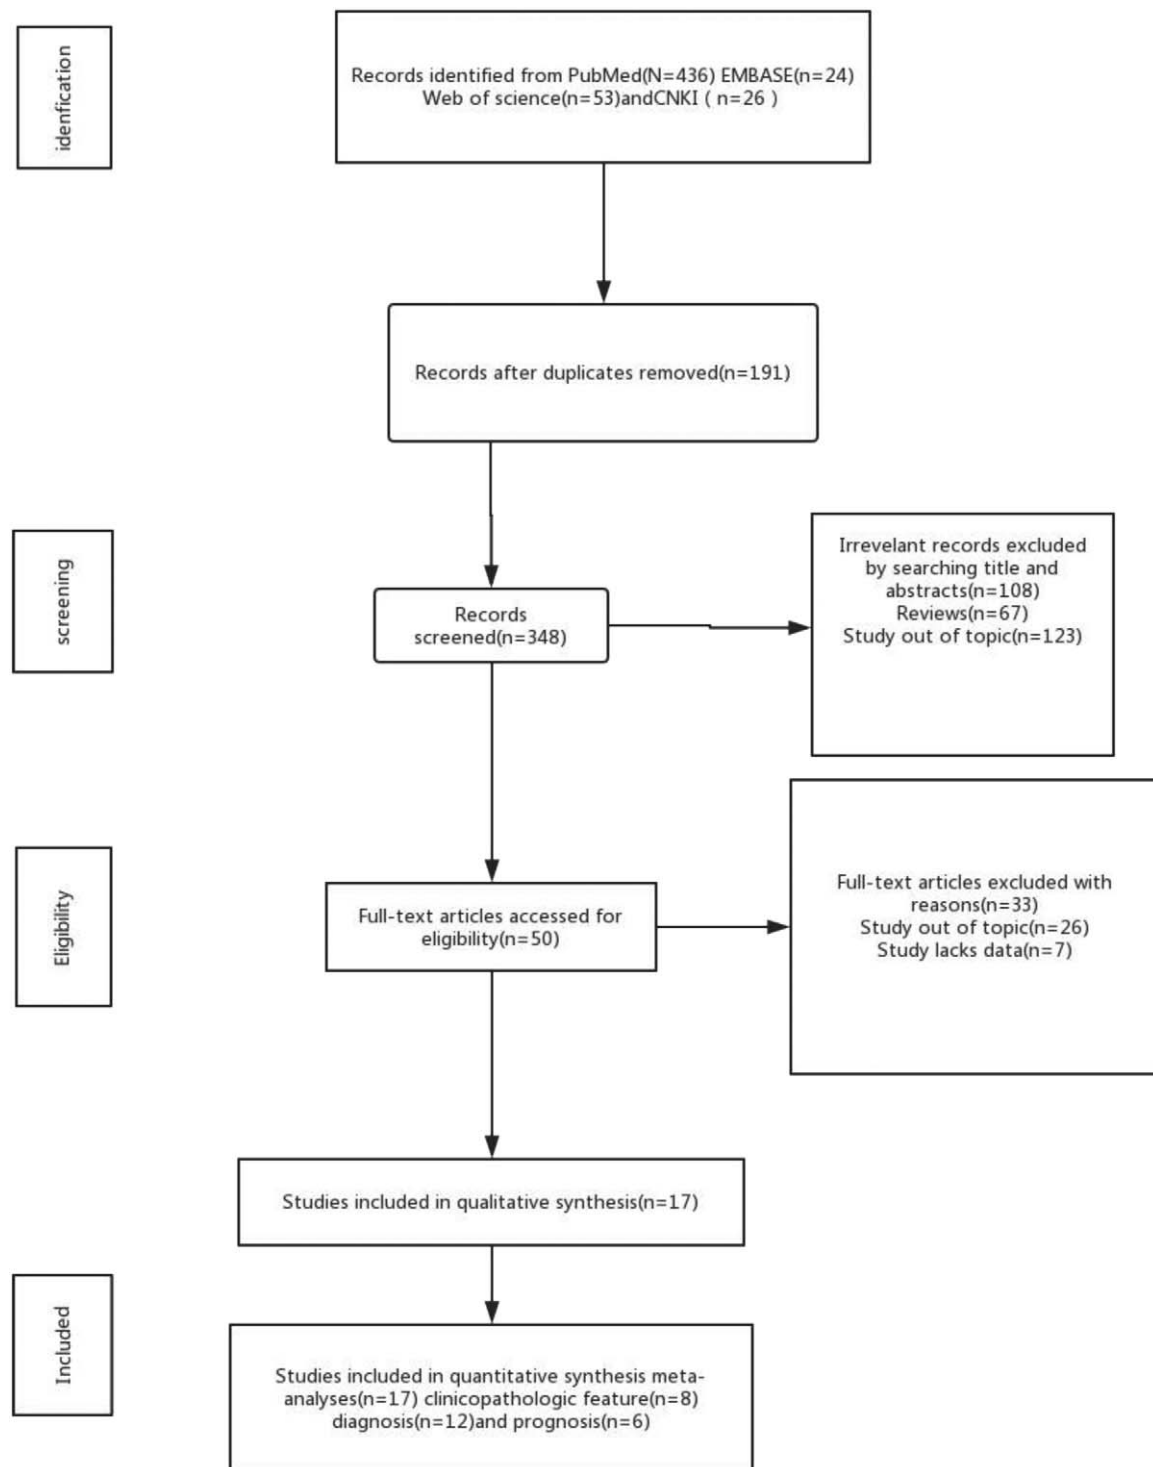 idenfication
Records identified from PubMed(N=436) EMBASE(n=24)
Web of science(n=53)andCNKI ( n=26 )
Records after duplicates removed(n=191)
screening
Records
screened(n=348)
Irrevelant records excluded
by searching title and
abstracts(n=108)
Reviews(n=67)
Study out of topic(n=123)
Eligibility
Full-text articles accessed for
eligibility(n=50)
Full-text articles excluded with
reasons(n=33)
Study out of topic(n=26)
Study lacks data(n=7)
Studies included in qualitative synthesis(n=17)
Included
Studies included in quantitative synthesis meta-
analyses(n=17) clinicopathologic feature(n=8)
diagnosis(n=12)and prognosis(n=6)